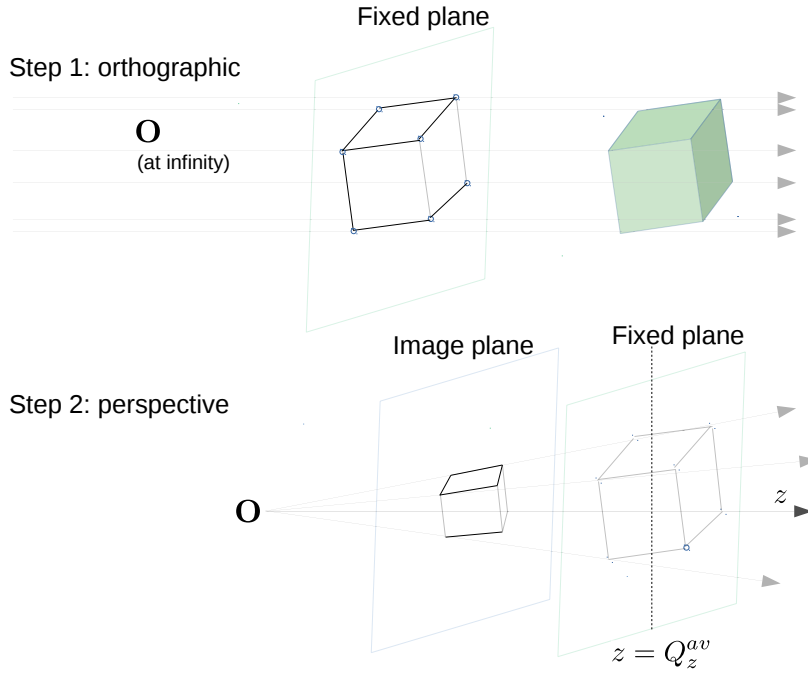 Fixed plane
Step 1: orthographic
O
(at infinity)
Fixed plane
Image plane
Step 2: perspective
z
O
z = Q_z^{av}